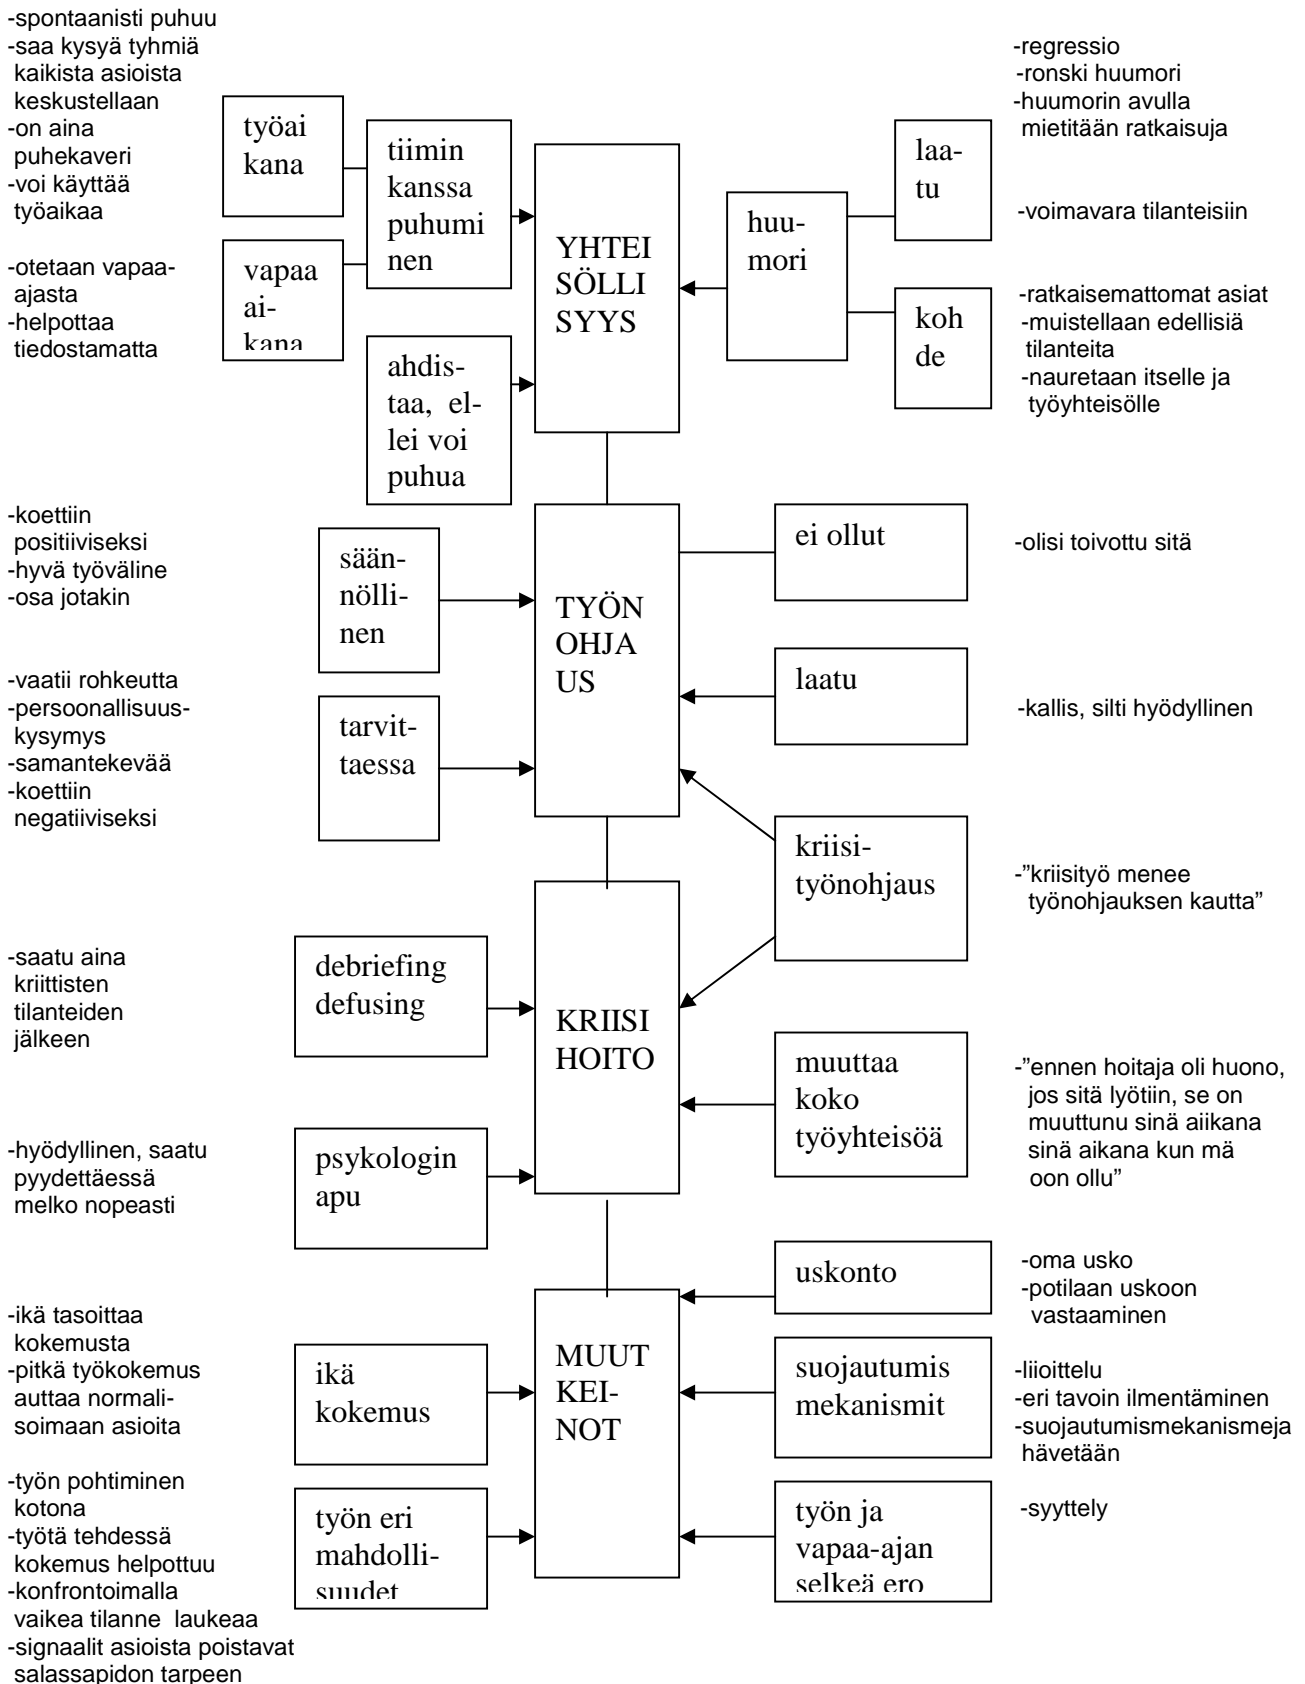 -spontaanisti puhuu
-saa kysyä tyhmiä
kaikista asioista
keskustellaan
-on aina
puhekaveri
-voi käyttää
työaikaa
-otetaan vapaa-
ajasta
-helpottaa
tiedostamatta
työai
kana
vapaa
ai-
kana
tiimin
kanssa
puhumi
nen
ahdis-
taa, el-
lei voi
puhua
YHTEI
SÖLLI
SYYS
huu-
mori
laa-
tu
koh
de
-regressio
-ronski huumori
-huumorin avulla
mietitään ratkaisuja
-voimavara tilanteisiin
-ratkaisemattomat asiat
-muistellaan edellisiä
tilanteita
-nauretaan itselle ja
työyhteisölle
-koettiin
positiiviseksi
-hyvä työväline
-osa jotakin
-vaatii rohkeutta
-persoonallisuus-
kysymys
-samantekevää
-koettiin
negatiiviseksi
sään-
nölli-
nen
tarvit-
taessa
TYÖN
OHJA
US
ei ollut
laatu
kriisi-
työnohjaus
-olisi toivottu sitä
-kallis, silti hyödyllinen
-”kriisityö menee
työnohjauksen kautta”
-saatu aina
kriittisten
tilanteiden
jälkeen
-hyödyllinen, saatu
pyydettäessä
melko nopeasti
debriefing
defusing
psykologin
apu
KRIISI
HOITO
muuttaa
koko
työyhteisöä
-”ennen hoitaja oli huono,
jos sitä lyötiin, se on
muuttunu sinä aiikana
sinä aikana kun mä
oon ollu”
-ikä tasoittaa
kokemusta
-pitkä työkokemus
auttaa normali-
soimaan asioita
-työn pohtiminen
kotona
-työtä tehdessä
kokemus helpottuu
-konfrontoimalla
vaikea tilanne laukeaa
-signaalit asioista poistavat
salassapidon tarpeen
ikä
kokemus
työn eri
mahdolli-
suudet
MUUT
KEI-
NOT
uskonto
suojautumis
mekanismit
työn ja
vapaa-ajan
selkeä ero
-oma usko
-potilaan uskoon
vastaaminen
-liioittelu
-eri tavoin ilmentäminen
-suojautumismekanismeja
hävetään
-syyttely